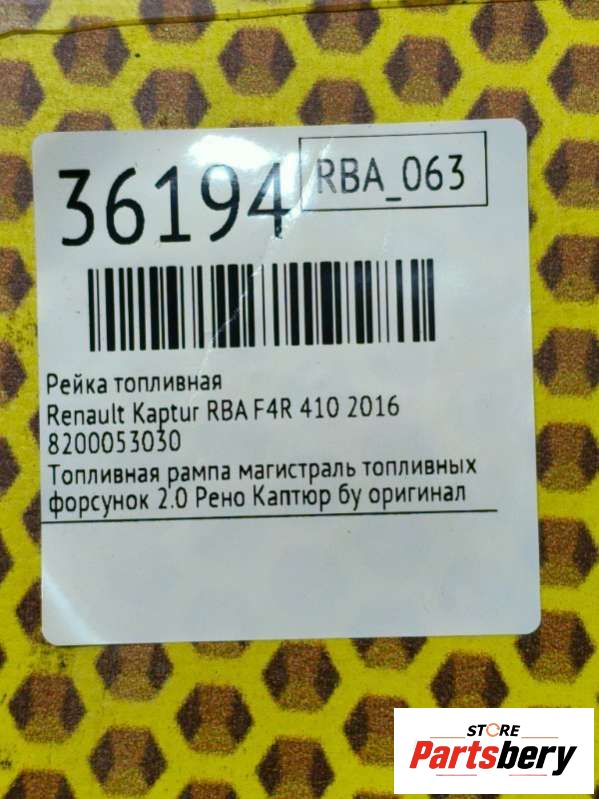 36194
RBA_063
Рейка топливная
Renault Kaptur RBA F4R 410 2016
8200053030
Топливная рампа магистраль топливных
форсунок 2.0 Рено Каптюр бу оригинал
STORE
Partsbery